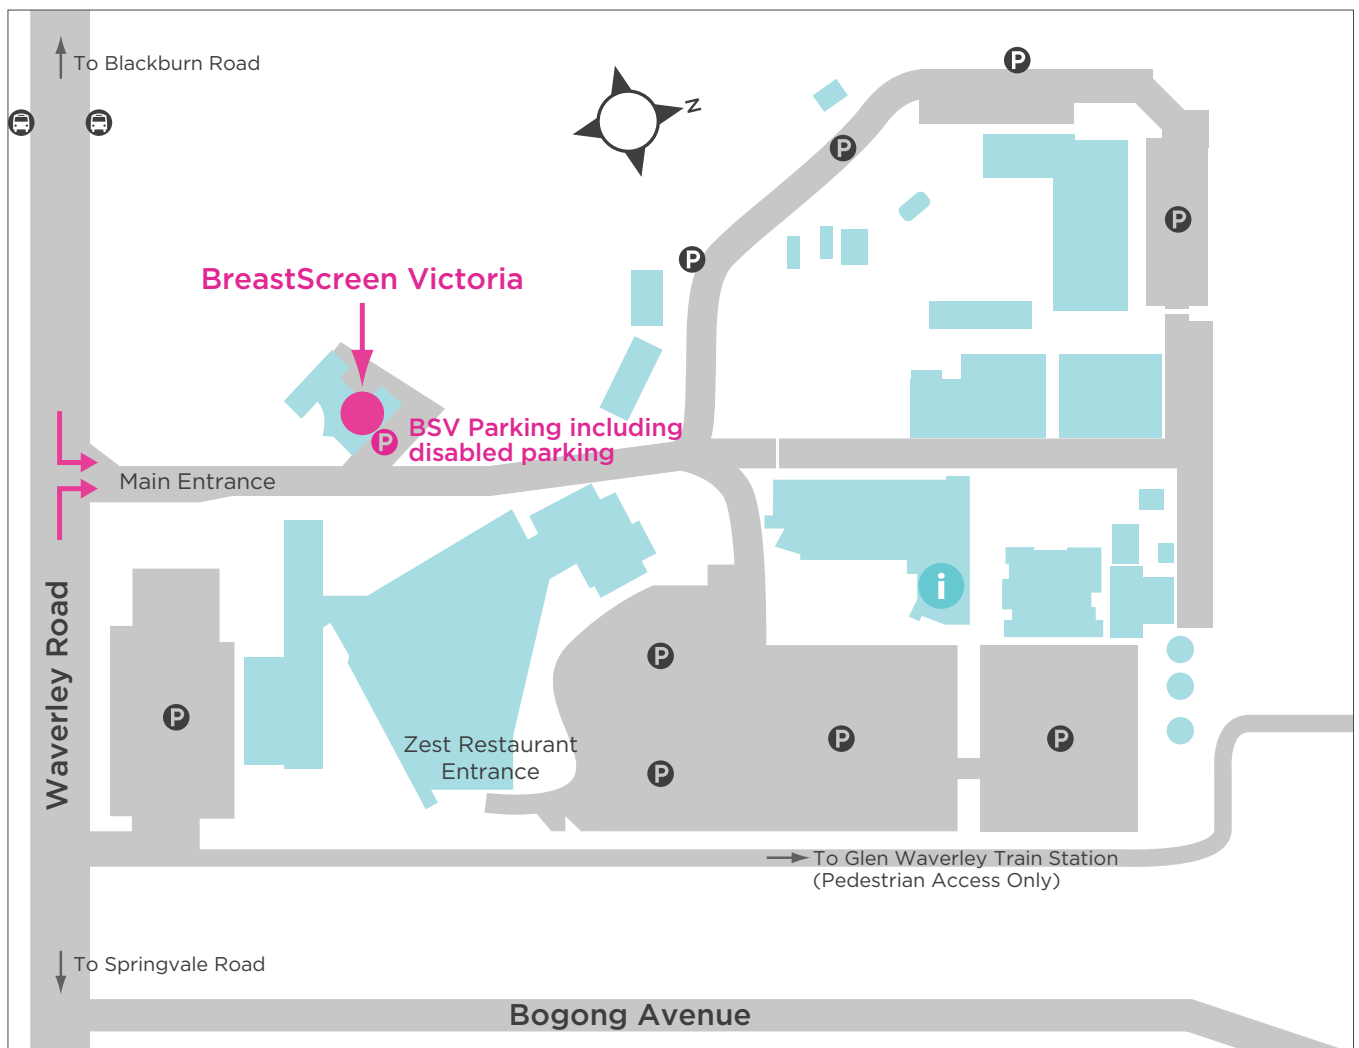 To Blackburn Road
N
P
P
P
P
BreastScreen Victoria
BSV Parking including
disabled parking
P
Main Entrance
i
Waverley Road
P
P
P
P
P
Zest Restaurant
Entrance
To Glen Waverley Train Station
(Pedestrian Access Only)
To Springvale Road
Bogong Avenue